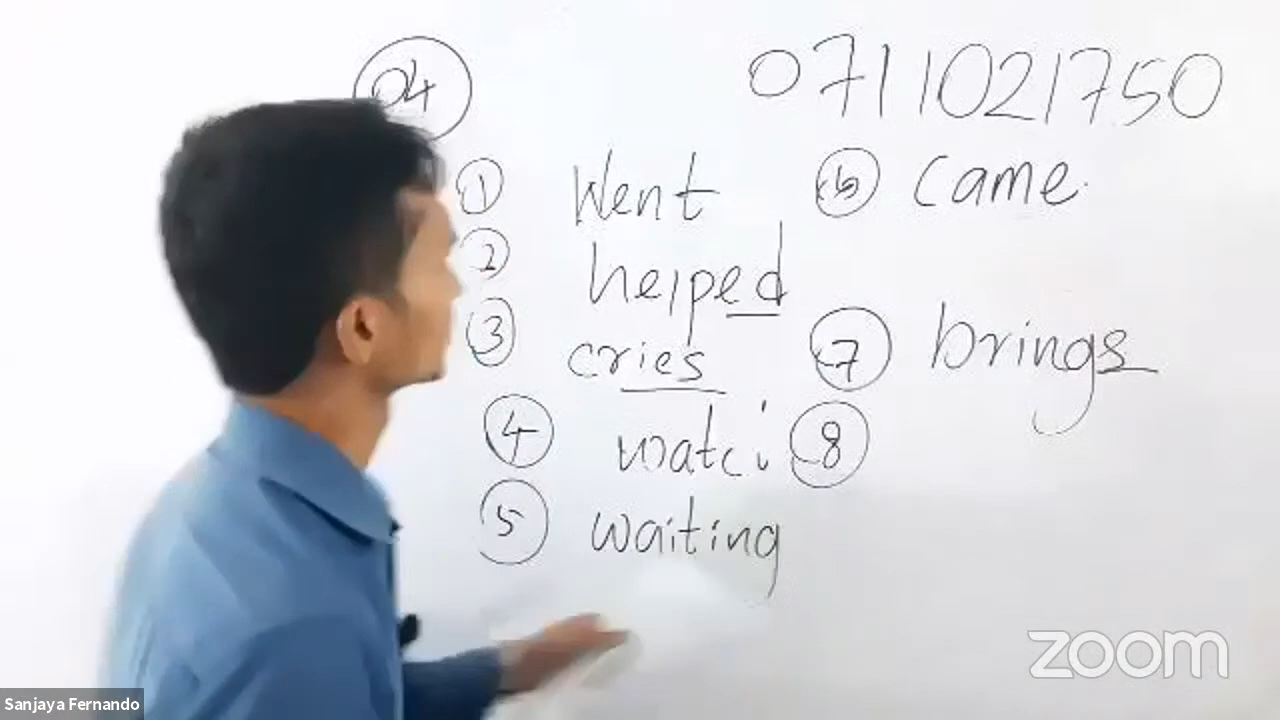 04
0711021750
1 Went
2 helped
3 cries
4
5 waiting
6 came
7 brings
8
zoom
Sanjaya Fernando